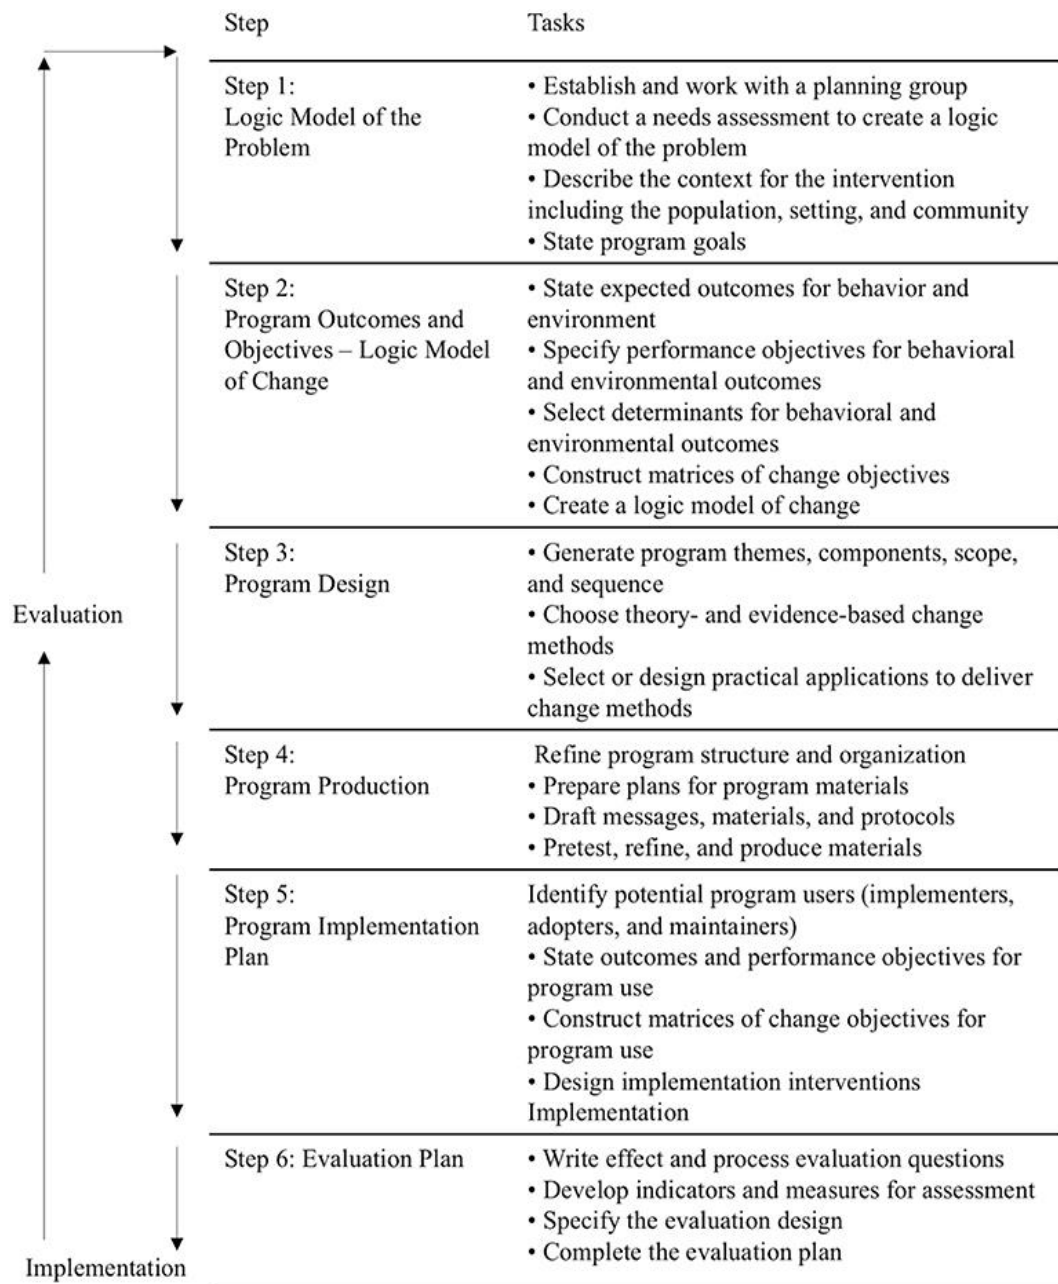 Step Tasks
Step 1: • Establish and work with a planning group
Logic Model of the • Conduct a needs assessment to create a logic
Problem model of the problem
• Describe the context for the intervention
including the population, setting, and community
• State program goals
Step 2: • State expected outcomes for behavior and
Program Outcomes and environment
Objectives – Logic Model • Specify performance objectives for behavioral
of Change and environmental outcomes
• Select determinants for behavioral and
environmental outcomes
• Construct matrices of change objectives
• Create a logic model of change
Step 3: • Generate program themes, components, scope,
Program Design and sequence
Evaluation • Choose theory- and evidence-based change
methods
• Select or design practical applications to deliver
change methods
Step 4: Refine program structure and organization
Program Production • Prepare plans for program materials
• Draft messages, materials, and protocols
• Pretest, refine, and produce materials
Step 5: Identify potential program users (implementers,
Program Implementation adopters, and maintainers)
Plan • State outcomes and performance objectives for
program use
• Construct matrices of change objectives for
program use
• Design implementation interventions
Implementation
Step 6: Evaluation Plan • Write effect and process evaluation questions
• Develop indicators and measures for assessment
• Specify the evaluation design
• Complete the evaluation plan
Implementation